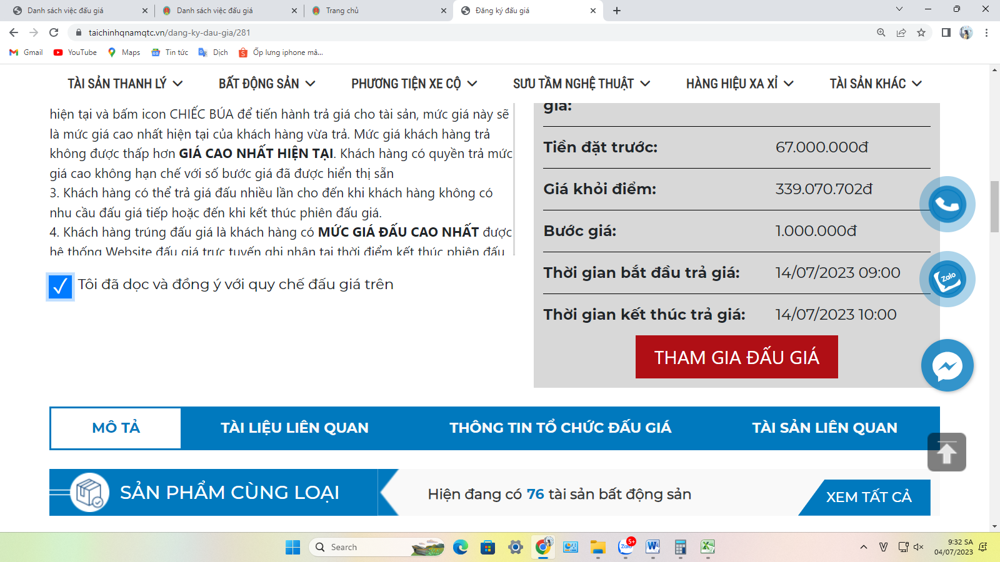 Danh sách việc đấu giá
Danh sách việc đấu giá
Trang chủ
Đăng ký đấu giá
taichinhqnamqtc.vn/dang-ky-dau-gia/281
Gmail
YouTube
Maps
Tin tức
Dịch
Ốp lưng iphone mâ...
TÀI SẢN THANH LÝ
BẤT ĐỘNG SẢN
PHƯƠNG TIỆN XE CỘ
SƯU TẦM NGHỆ THUẬT
HÀNG HIỆU XA XỈ
TÀI SẢN KHÁC
hiện tại và bấm icon CHIẾC BÚA để tiến hành trả giá cho tài sản, mức giá này sẽ
là mức giá cao nhất hiện tại của khách hàng vừa trả. Mức giá khách hàng trả
không được thấp hơn GIÁ CAO NHẤT HIỆN TẠI. Khách hàng có quyền trả mức
giá cao không hạn chế với số bước giá đã được hiển thị sẵn
3. Khách hàng có thể trả giá đấu nhiều lần cho đến khi khách hàng không có
nhu cầu đấu giá tiếp hoặc đến khi kết thúc phiên đấu giá.
4. Khách hàng trúng đấu giá là khách hàng có MỨC GIÁ ĐẤU CAO NHẤT được
hệ thống Website đấu giá trực tuyến ghi nhận tại thời điểm kết thúc phiên đấu
Tôi đã dọc và đồng ý với quy chế đấu giá trên
giá:
Tiền đặt trước: 67.000.000đ
Giá khỏi điểm: 339.070.702đ
Bước giá: 1.000.000đ
Thời gian bắt đầu trả giá: 14/07/2023 09:00
Thời gian kết thúc trả giá: 14/07/2023 10:00
THAM GIA ĐẤU GIÁ
Zalo
MÔ TẢ
TÀI LIỆU LIÊN QUAN
THÔNG TIN TỔ CHỨC ĐẤU GIÁ
TÀI SẢN LIÊN QUAN
SẢN PHẨM CÙNG LOẠI
Hiện đang có 76 tài sản bất động sản
XEM TẤT CẢ
Search
5+
Zalo
9:32 SA
04/07/2023